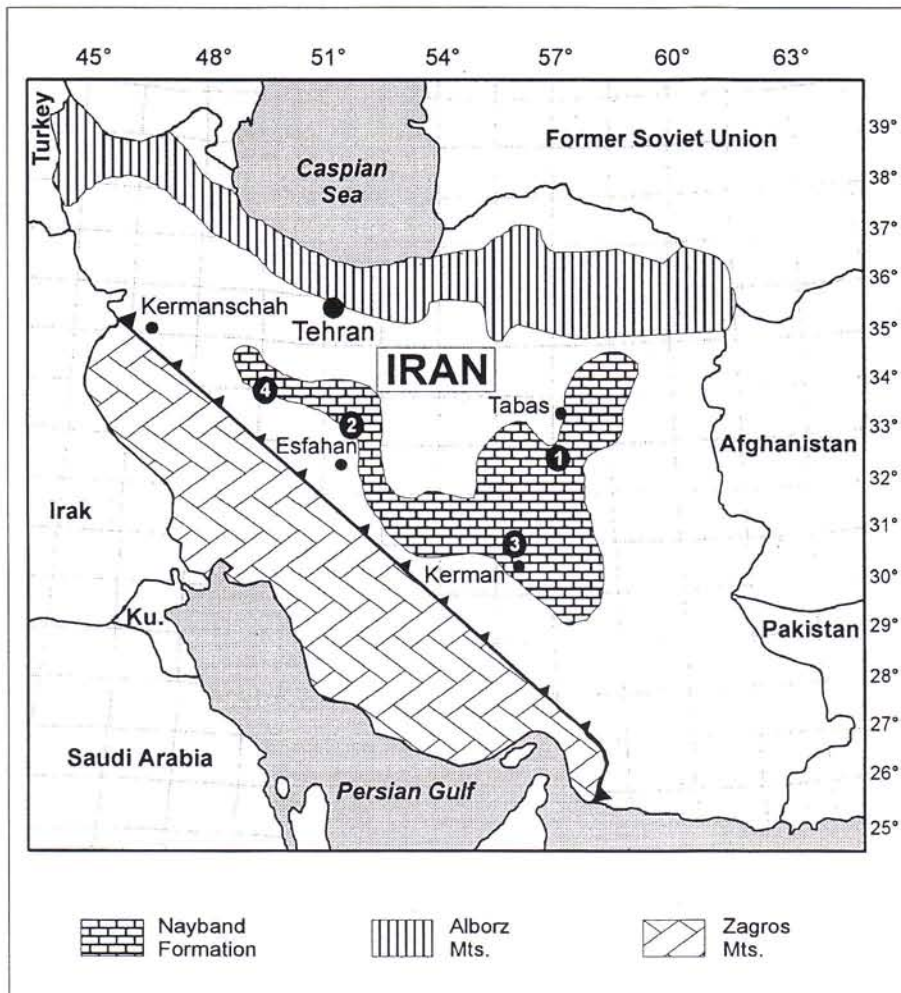 45° 48° 51° 54° 57° 60° 63°
Turkey
Caspian
Sea
Former Soviet Union
39°
38°
37°
36°
35°
34°
33°
32°
31°
30°
29°
28°
27°
26°
25°
Kermanschah
Tehran
IRAN
Tabas
4
2
1
Esfahan
Afghanistan
Irak
3
Kerman
Ku.
Pakistan
Saudi Arabia
Persian Gulf
Nayband
Formation
Alborz
Mts.
Zagros
Mts.